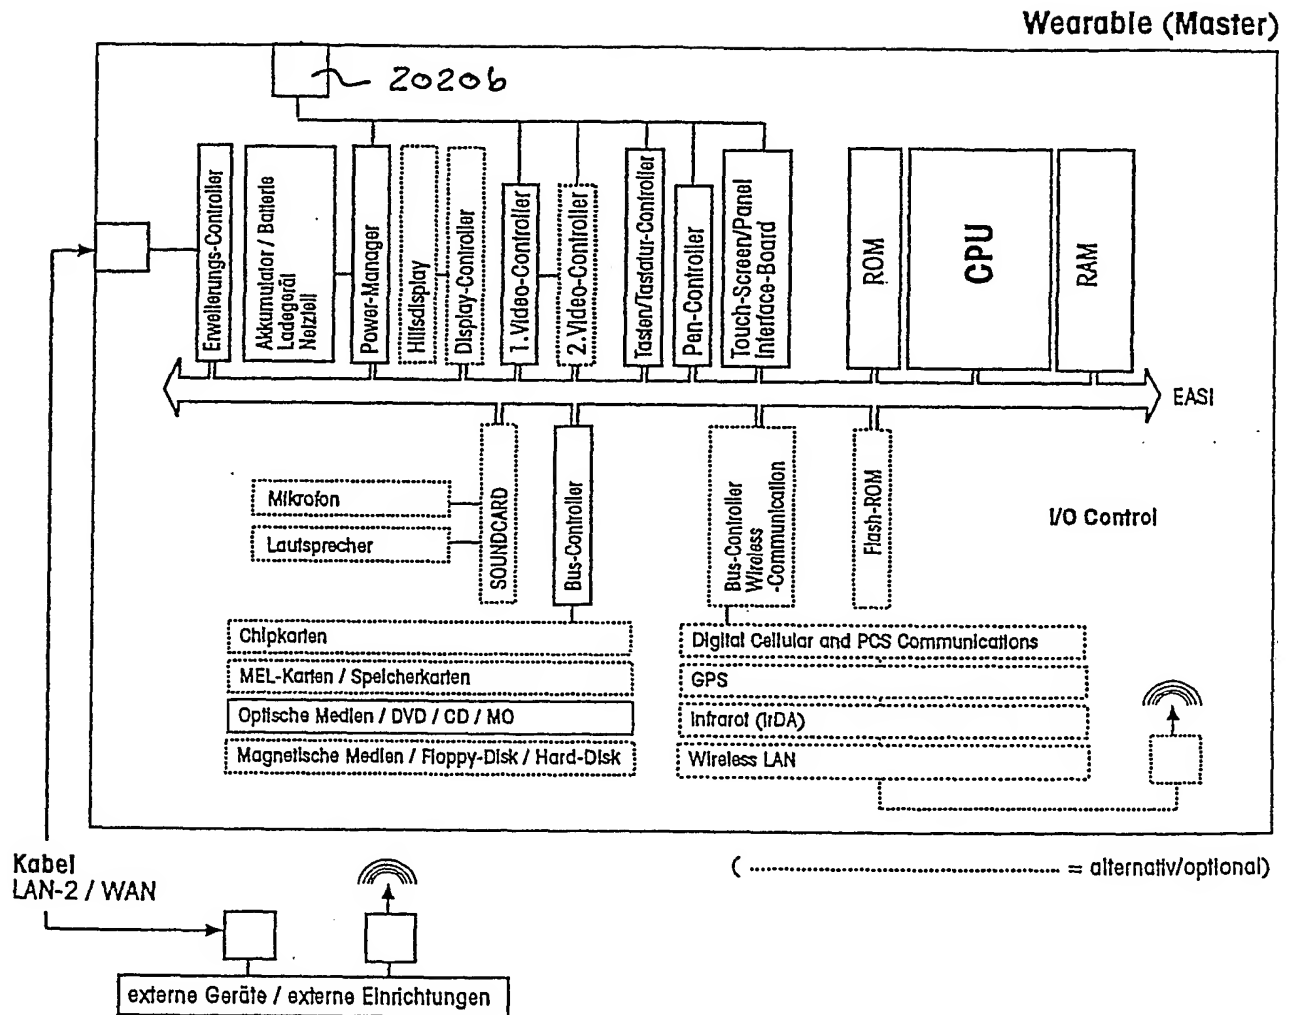 Wearable (Master)
20206
Erweiterungs-Controller
Akkumulator / Batterie
Ladegerät
Netzteil
Power-Manager
Hilfsdisplay
Display-Controller
1.Video-Controller
2.Video-Controller
Tasten/Tastatur-Controller
Pen-Controller
Touch-Screen/Panel
Interface-Board
ROM
CPU
RAM
EASI
Mikrofon
Lautsprecher
SOUNDCARD
Bus-Controller
Bus-Controller
Wireless
-Communication
Flash-ROM
I/O Control
Chipkarten
MEL-Karten / Speicherkarten
Optische Medien / DVD / CD / MO
Magnetische Medien / Floppy-Disk / Hard-Disk
Digital Cellular and PCS Communications
GPS
Infrarot (IrDA)
Wireless LAN
Kabel
LAN-2 / WAN
( ........................................ = alternativ/optional)
externe Geräte / externe Einrichtungen